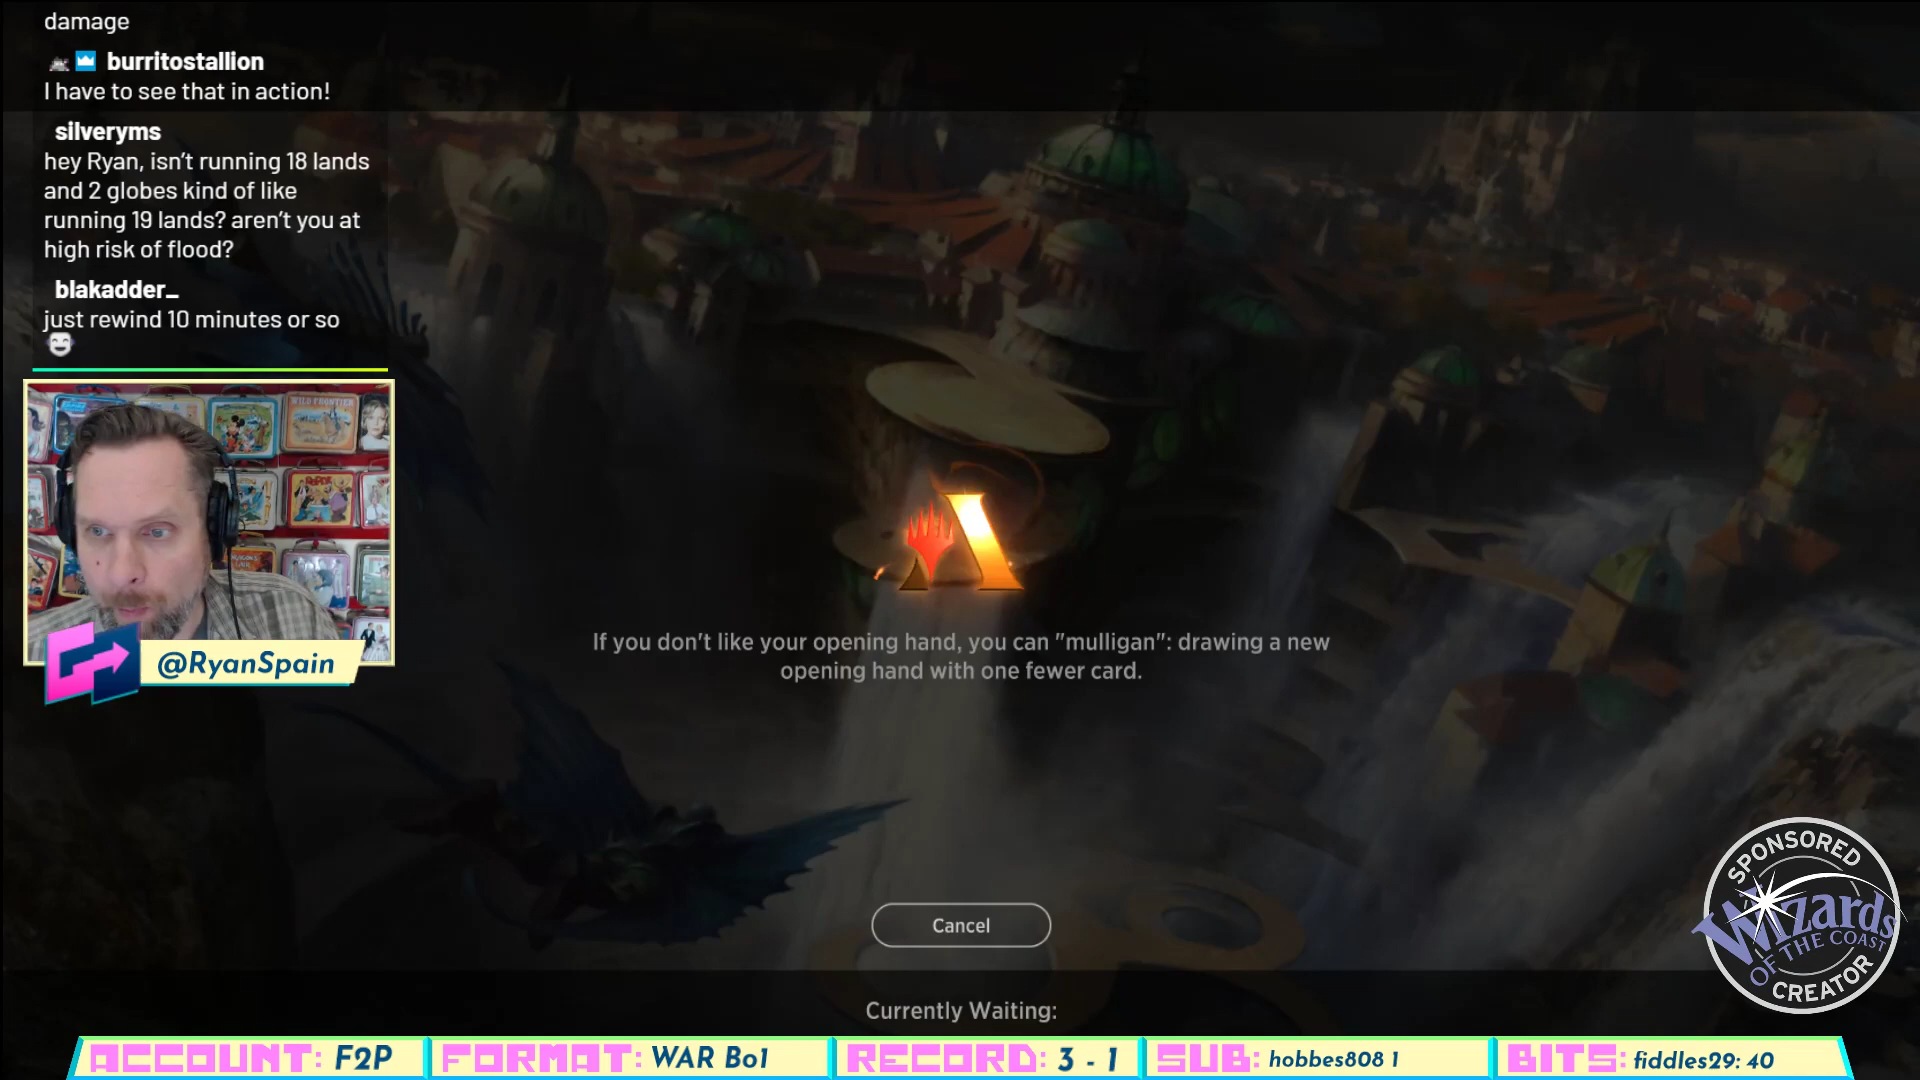 damage
burritostallion
I have to see that in action!
silveryms
hey Ryan, isn't running 18 lands
and 2 globes kind of like
running 19 lands? aren't you at
high risk of flood?
blakadder_
just rewind 10 minutes or so
WILD FRONTIER
@RyanSpain
If you don't like your opening hand, you can "mulligan": drawing a new
opening hand with one fewer card.
Cancel
Currently Waiting:
SPONSORED
Wizards
OF THE COAST
CREATOR
ACCOUNT: F2P
FORMAT: WAR Bo1
RECORD: 3 - 1
SUB: hobbes808 1
BITS: fiddles29: 40